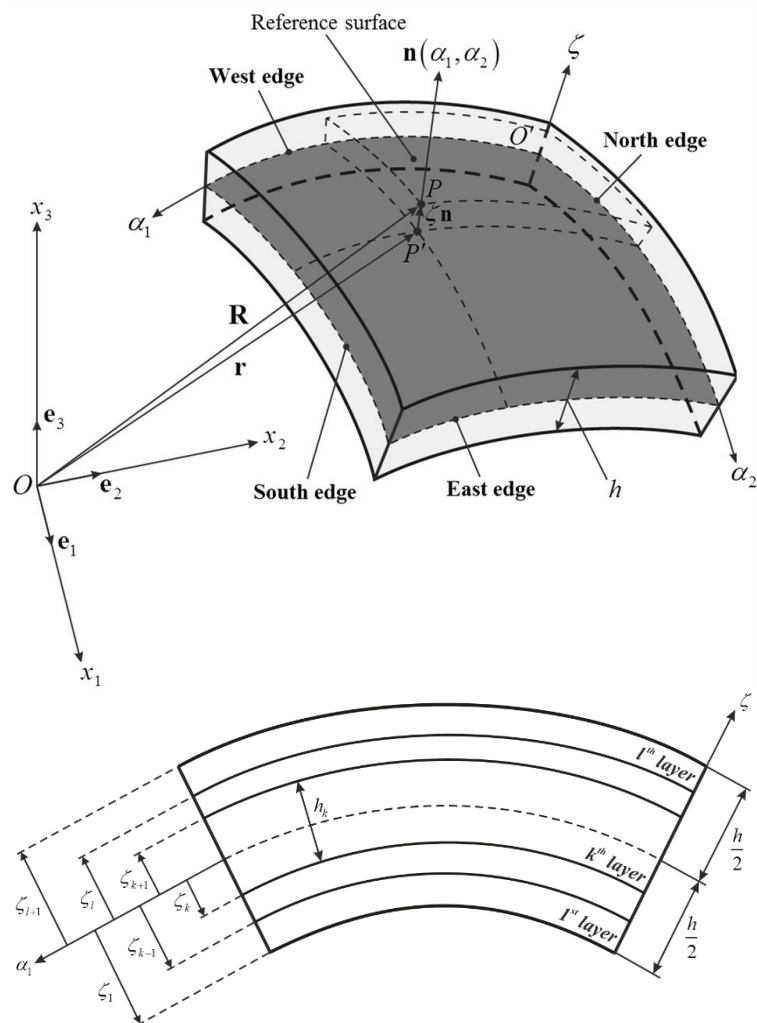 Reference surface
n(α₁, α₂)
ζ
West edge
O'
North edge
P
ζn
P'
α₁
x₃
R
r
e₃
x₂
O
e₂
South edge
East edge
h
α₂
e₁
x₁
ζ
lᵗʰ layer
hₖ
h/2
kᵗʰ layer
ζₖ₊₁
ζₖ
ζₗ
ζₗ₊₁
ζₖ₋₁
1ˢᵗ layer
h/2
α₁
ζ₁